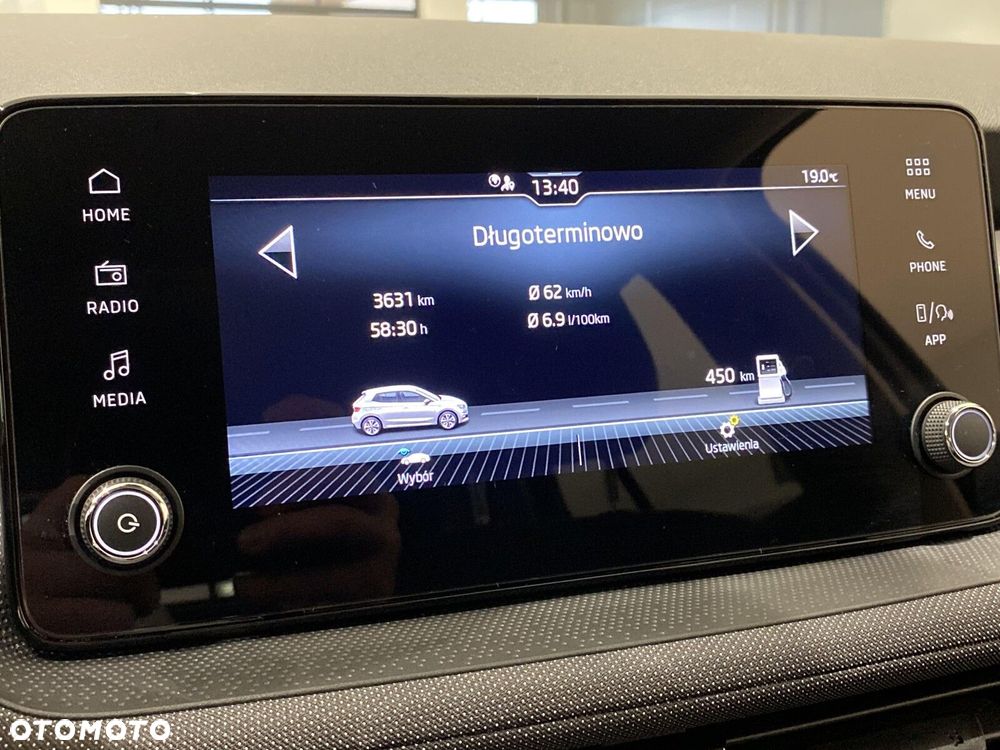 HOME
RADIO
MEDIA
13:40
19.0°C
Długoterminowo
3631 km
58:30 h
Ø 62 km/h
Ø 6.9 l/100km
450 km
Wybór
Ustawienia
MENU
PHONE
APP
OTOMOTO